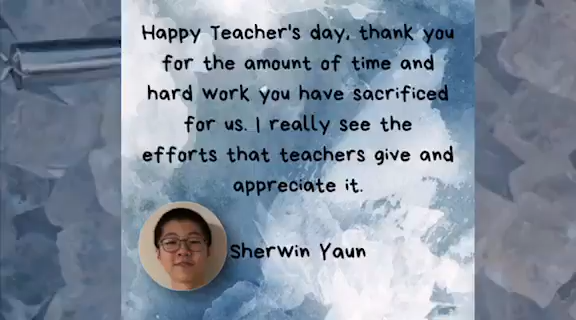 Happy Teacher's day, thank you
for the amount of time and
hard work you have sacrificed
for us. I really see the
efforts that teachers give and
appreciate it.
Sherwin Yaun